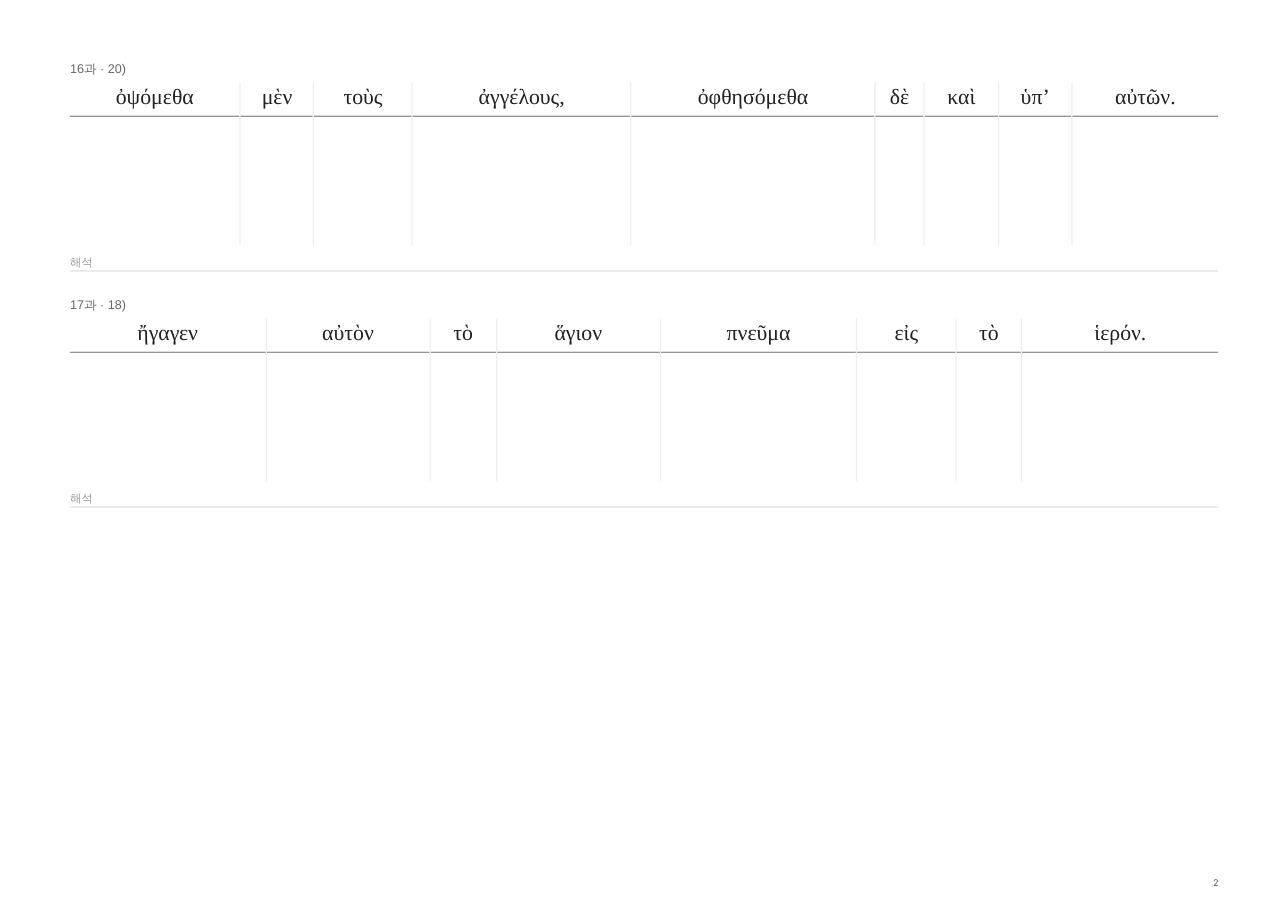 16과 · 20)
ὀψόμεθα μὲν τοὺς ἀγγέλους, ὀφθησόμεθα δὲ καὶ ὑπ’ αὐτῶν.
해석
17과 · 18)
ἤγαγεν αὐτὸν τὸ ἅγιον πνεῦμα εἰς τὸ ἱερόν.
해석
2